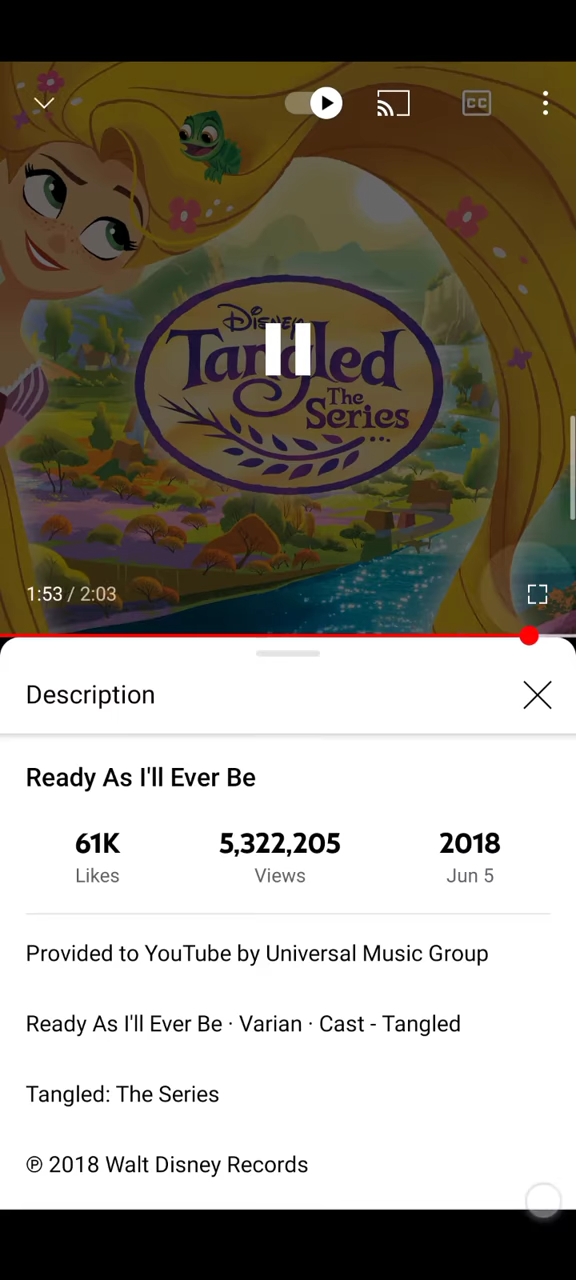 CC
Disney
Tangled
The
Series
1:53 / 2:03
Description
Ready As I'll Ever Be
61K
5,322,205
2018
Likes
Views
Jun 5
Provided to YouTube by Universal Music Group
Ready As I'll Ever Be · Varian · Cast - Tangled
Tangled: The Series
℗ 2018 Walt Disney Records